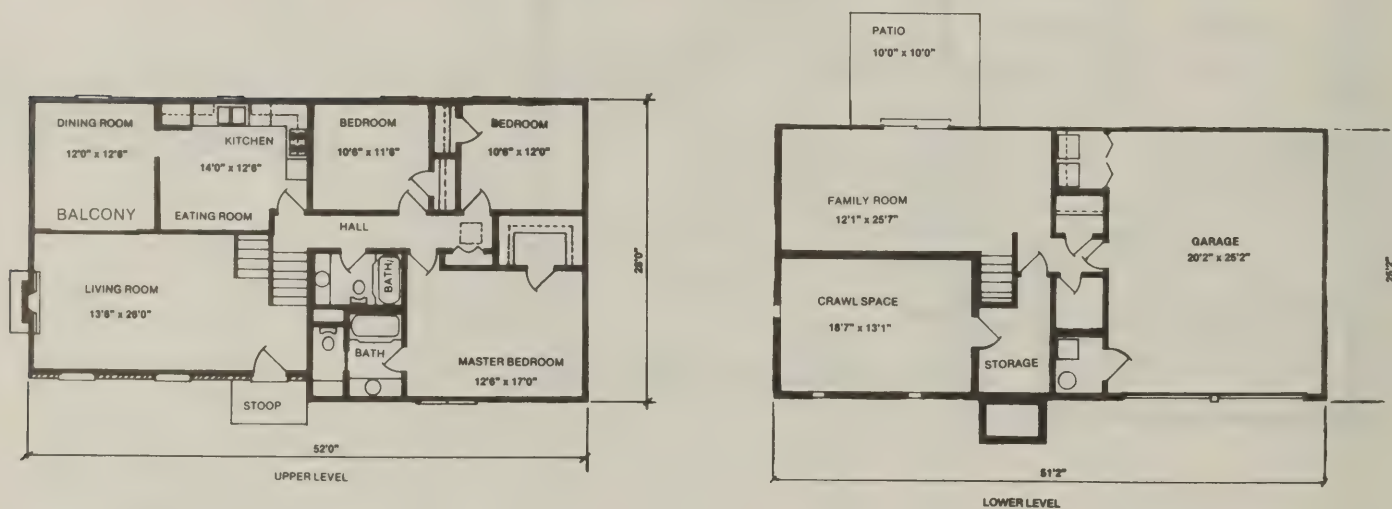 DINING ROOM
12'0" x 12'6"
BALCONY
KITCHEN
14'0" x 12'6"
EATING ROOM
BEDROOM
10'6" x 11'6"
BEDROOM
10'6" x 12'0"
HALL
LIVING ROOM
13'6" x 26'0"
BATH
BATH
MASTER BEDROOM
12'6" x 17'0"
STOOP
28'0"
52'0"
UPPER LEVEL
PATIO
10'0" x 10'0"
FAMILY ROOM
12'1" x 25'7"
GARAGE
20'2" x 25'2"
CRAWL SPACE
18'7" x 13'1"
STORAGE
51'2"
LOWER LEVEL